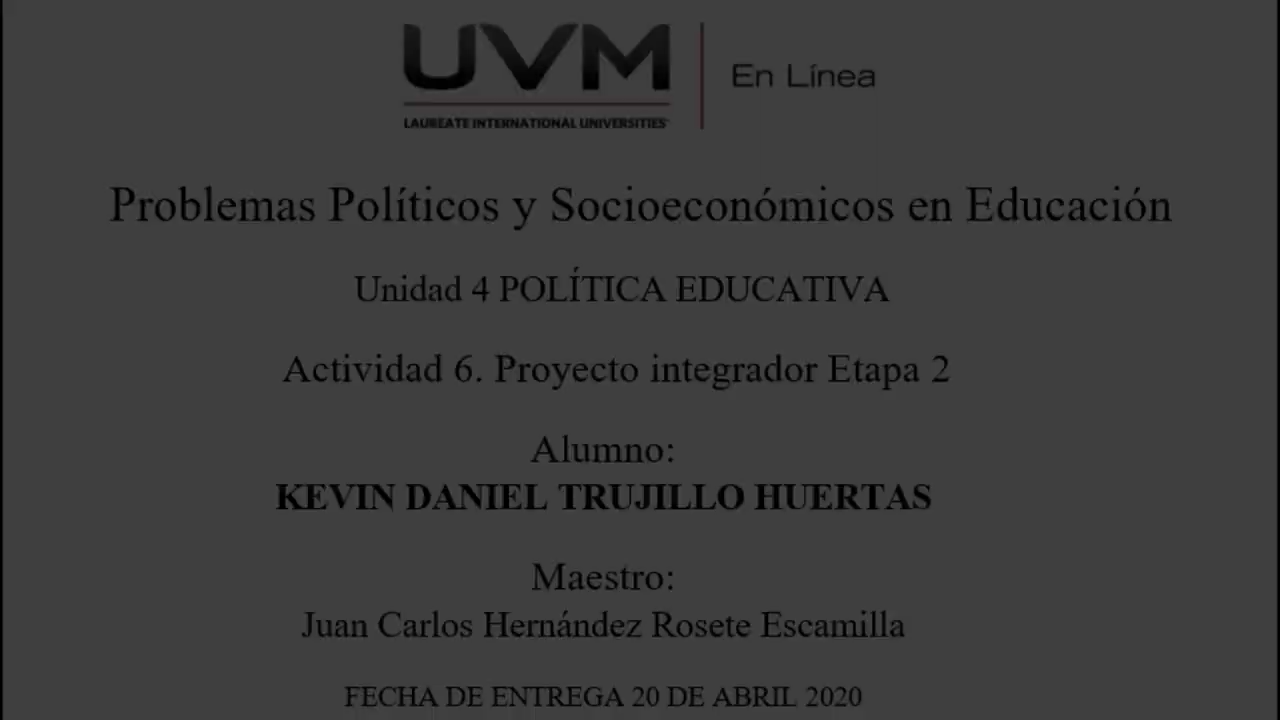 UVM
En Línea
LAUREATE INTERNATIONAL UNIVERSITIES
Problemas Políticos y Socioeconómicos en Educación
Unidad 4 POLÍTICA EDUCATIVA
Actividad 6. Proyecto integrador Etapa 2
Alumno:
KEVIN DANIEL TRUJILLO HUERTAS
Maestro:
Juan Carlos Hernández Rosete Escamilla
FECHA DE ENTREGA 20 DE ABRIL 2020